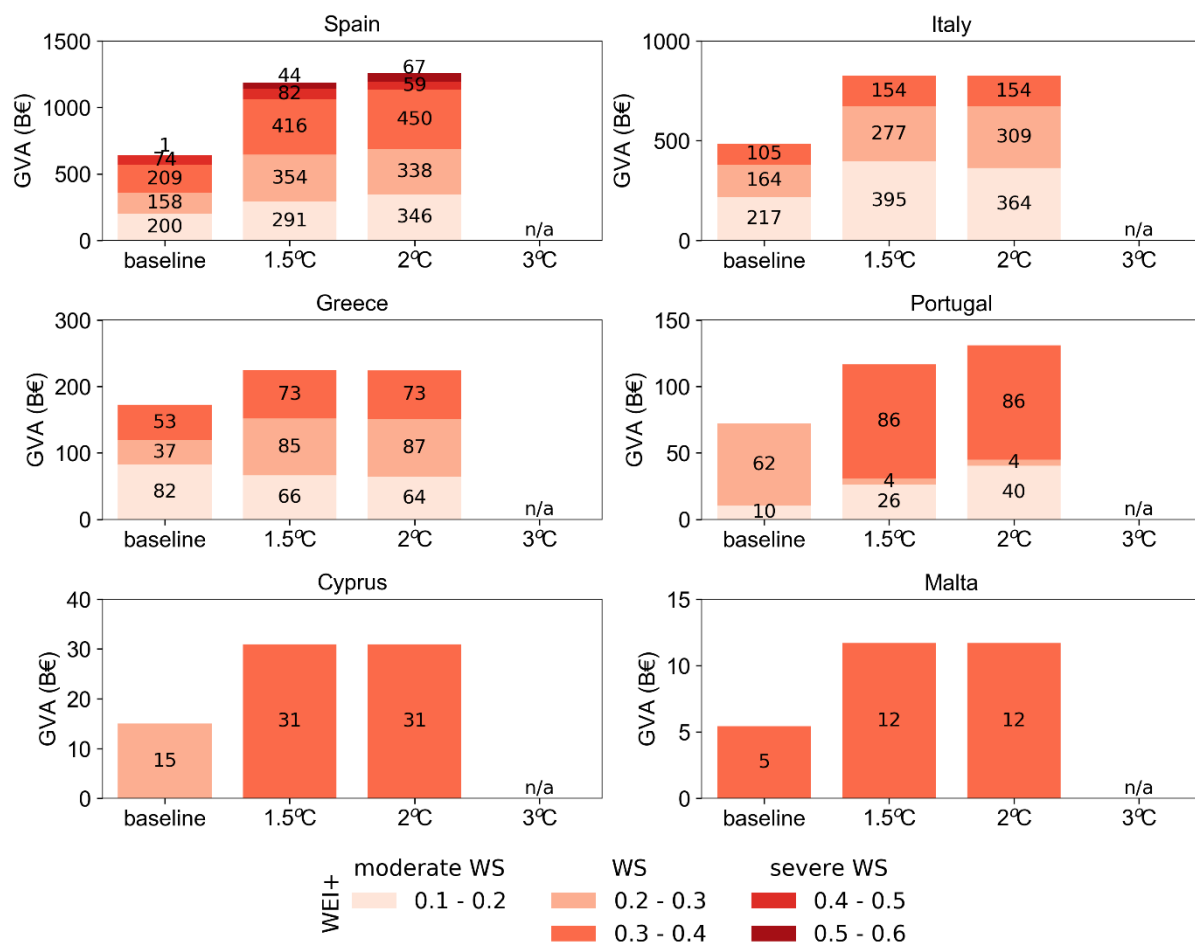 Spain
GVA (B€)
1500
1000
500
0
1
74
209
158
200
44
82
416
354
291
67
59
450
338
346
n/a
baseline 1.5°C 2°C 3°C
Italy
GVA (B€)
1000
500
0
105
164
217
154
277
395
154
309
364
n/a
baseline 1.5°C 2°C 3°C
Greece
GVA (B€)
300
200
100
0
53
37
82
73
85
66
73
87
64
n/a
baseline 1.5°C 2°C 3°C
Portugal
GVA (B€)
150
100
50
0
62
10
86
4
26
86
4
40
n/a
baseline 1.5°C 2°C 3°C
Cyprus
GVA (B€)
40
30
20
10
0
15
31
31
n/a
baseline 1.5°C 2°C 3°C
Malta
GVA (B€)
15
10
5
0
5
12
12
n/a
baseline 1.5°C 2°C 3°C
WEI+
moderate WS WS severe WS
0.1 - 0.2 0.2 - 0.3 0.4 - 0.5
0.3 - 0.4 0.5 - 0.6